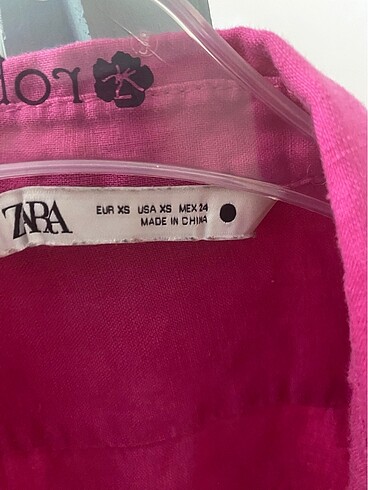 ZARA
EUR XS USA XS MEX 24
MADE IN CHINA